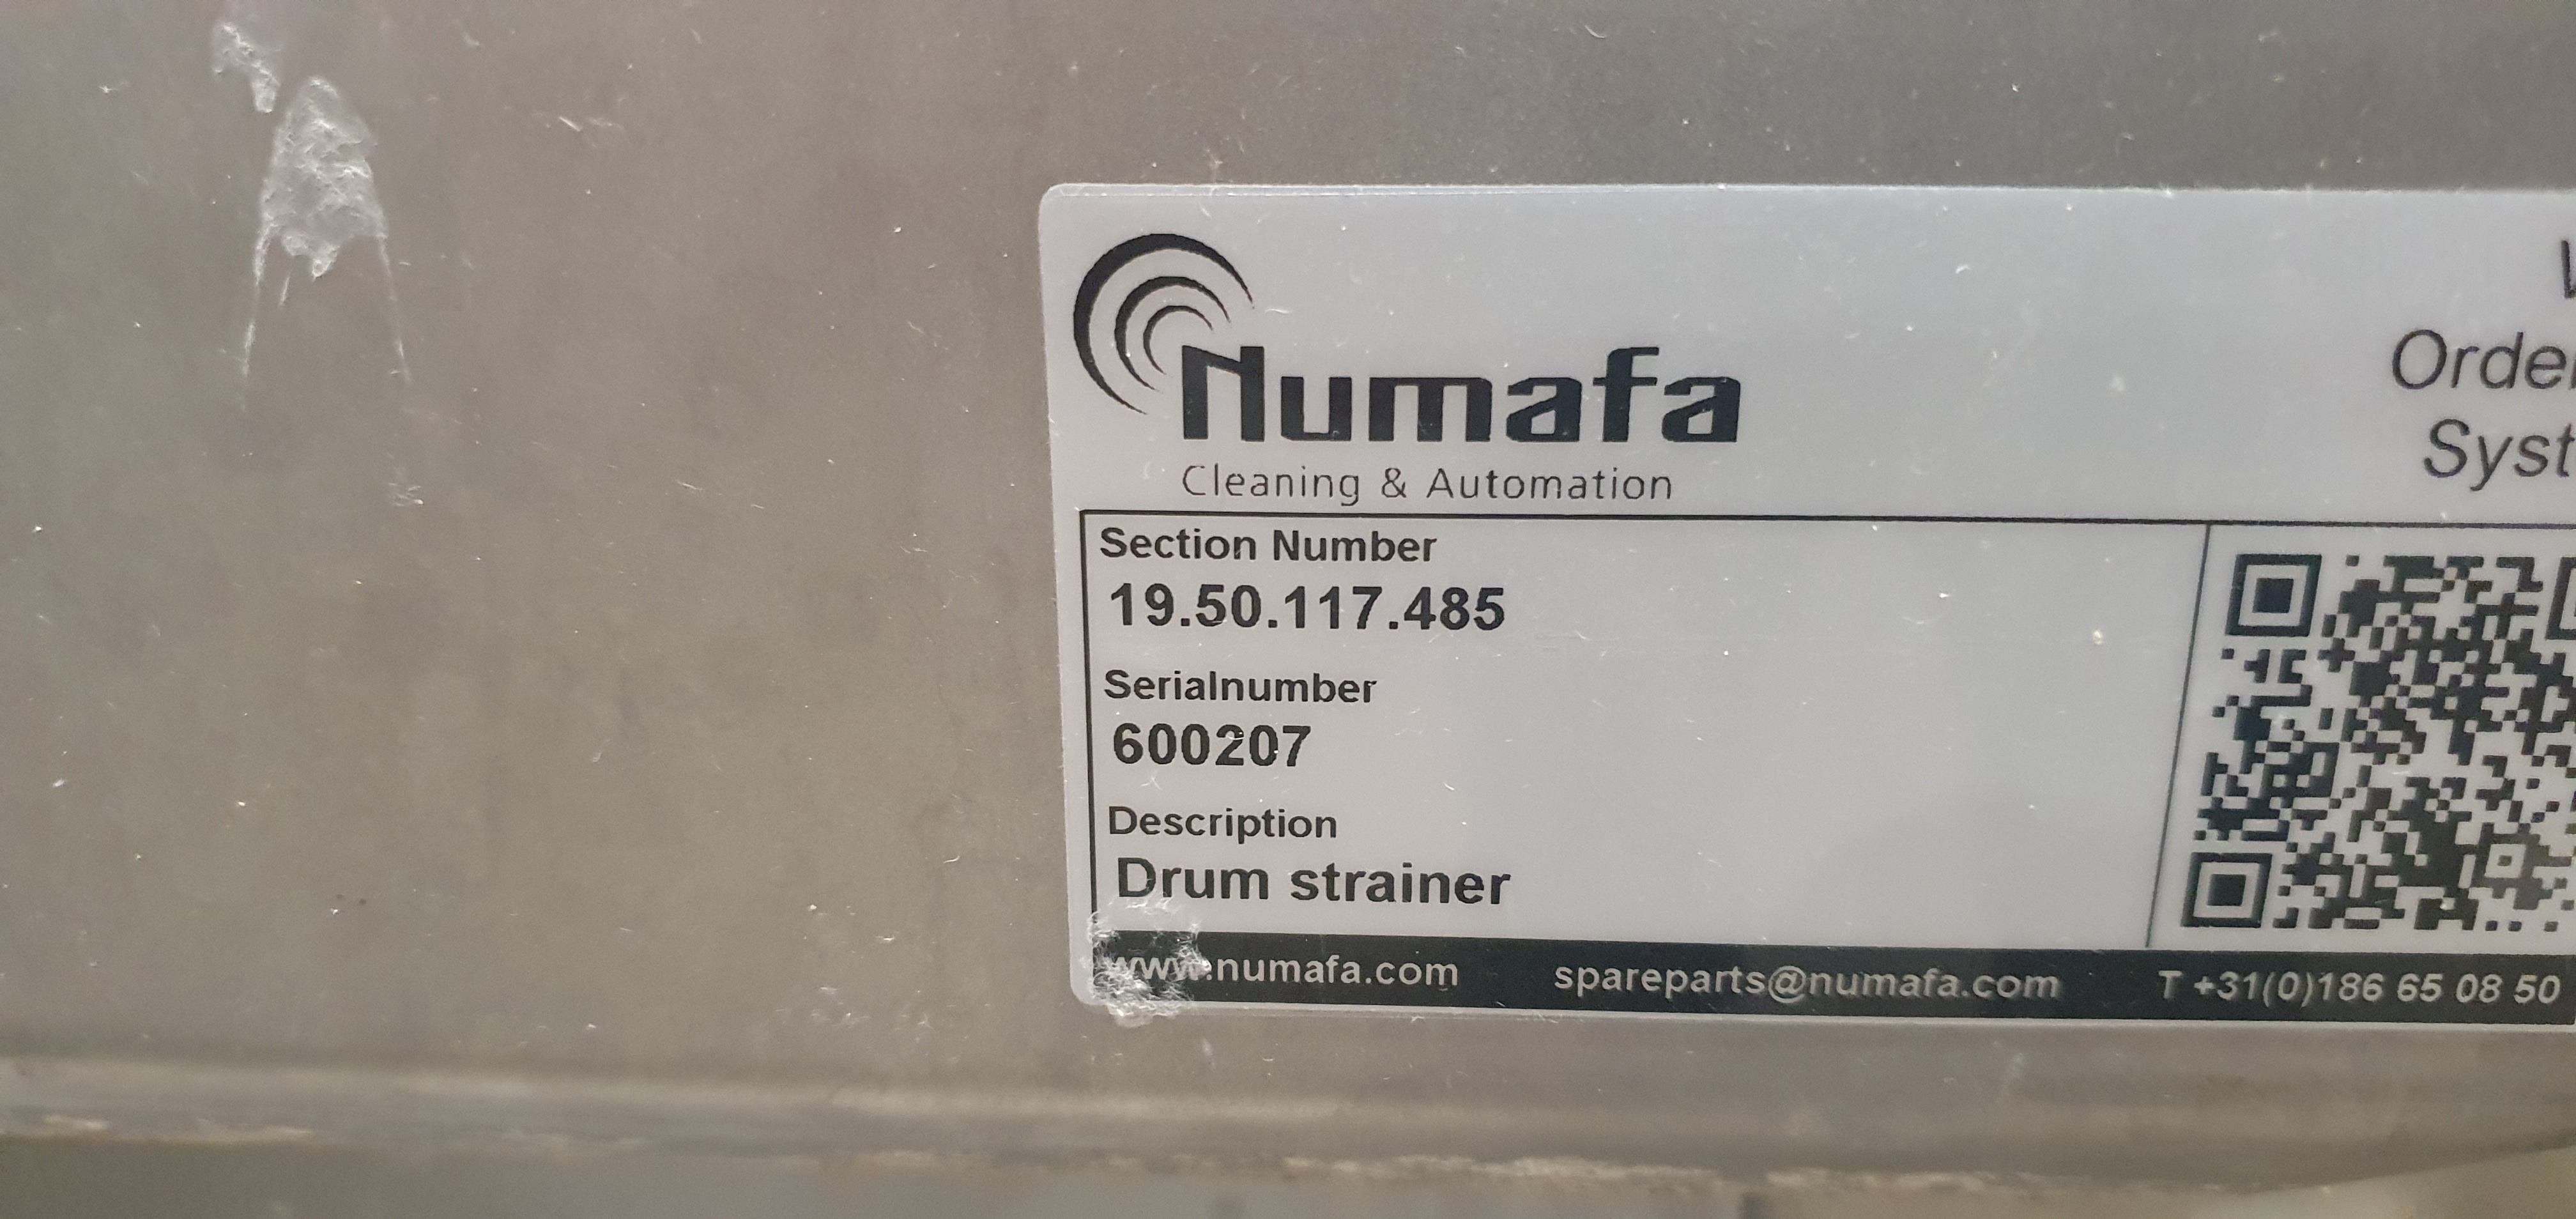 Numafa
Cleaning & Automation
Section Number
19.50.117.485
Serialnumber
600207
Description
Drum strainer
www.numafa.com spareparts@numafa.com T +31(0)186 65 08 50